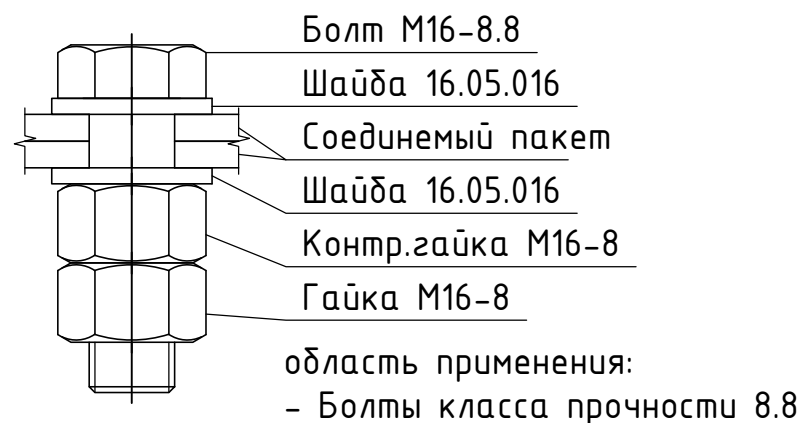 Болт М16-8.8
Шайба 16.05.016
Соединемый пакет
Шайба 16.05.016
Контр.гайка М16-8
Гайка М16-8
область применения:
- Болты класса прочности 8.8